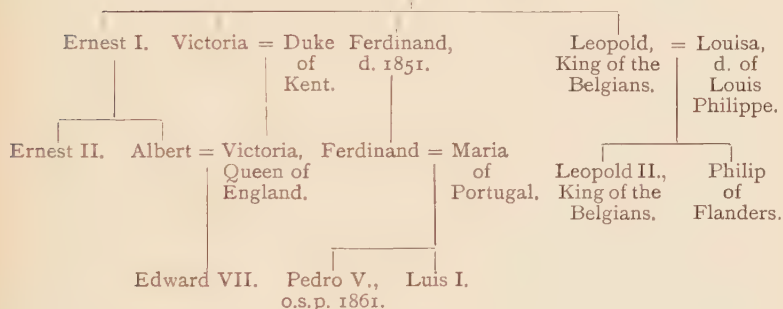 Ernest I. Victoria = Duke of Kent. Ferdinand, d. 1851. Leopold, King of the Belgians. = Louisa, d. of Louis Philippe.
Ernest II. Albert = Victoria, Queen of England. Ferdinand = Maria of Portugal. Leopold II., King of the Belgians. Philip of Flanders.
Edward VII. Pedro V., o.s.p. 1861. Luis I.